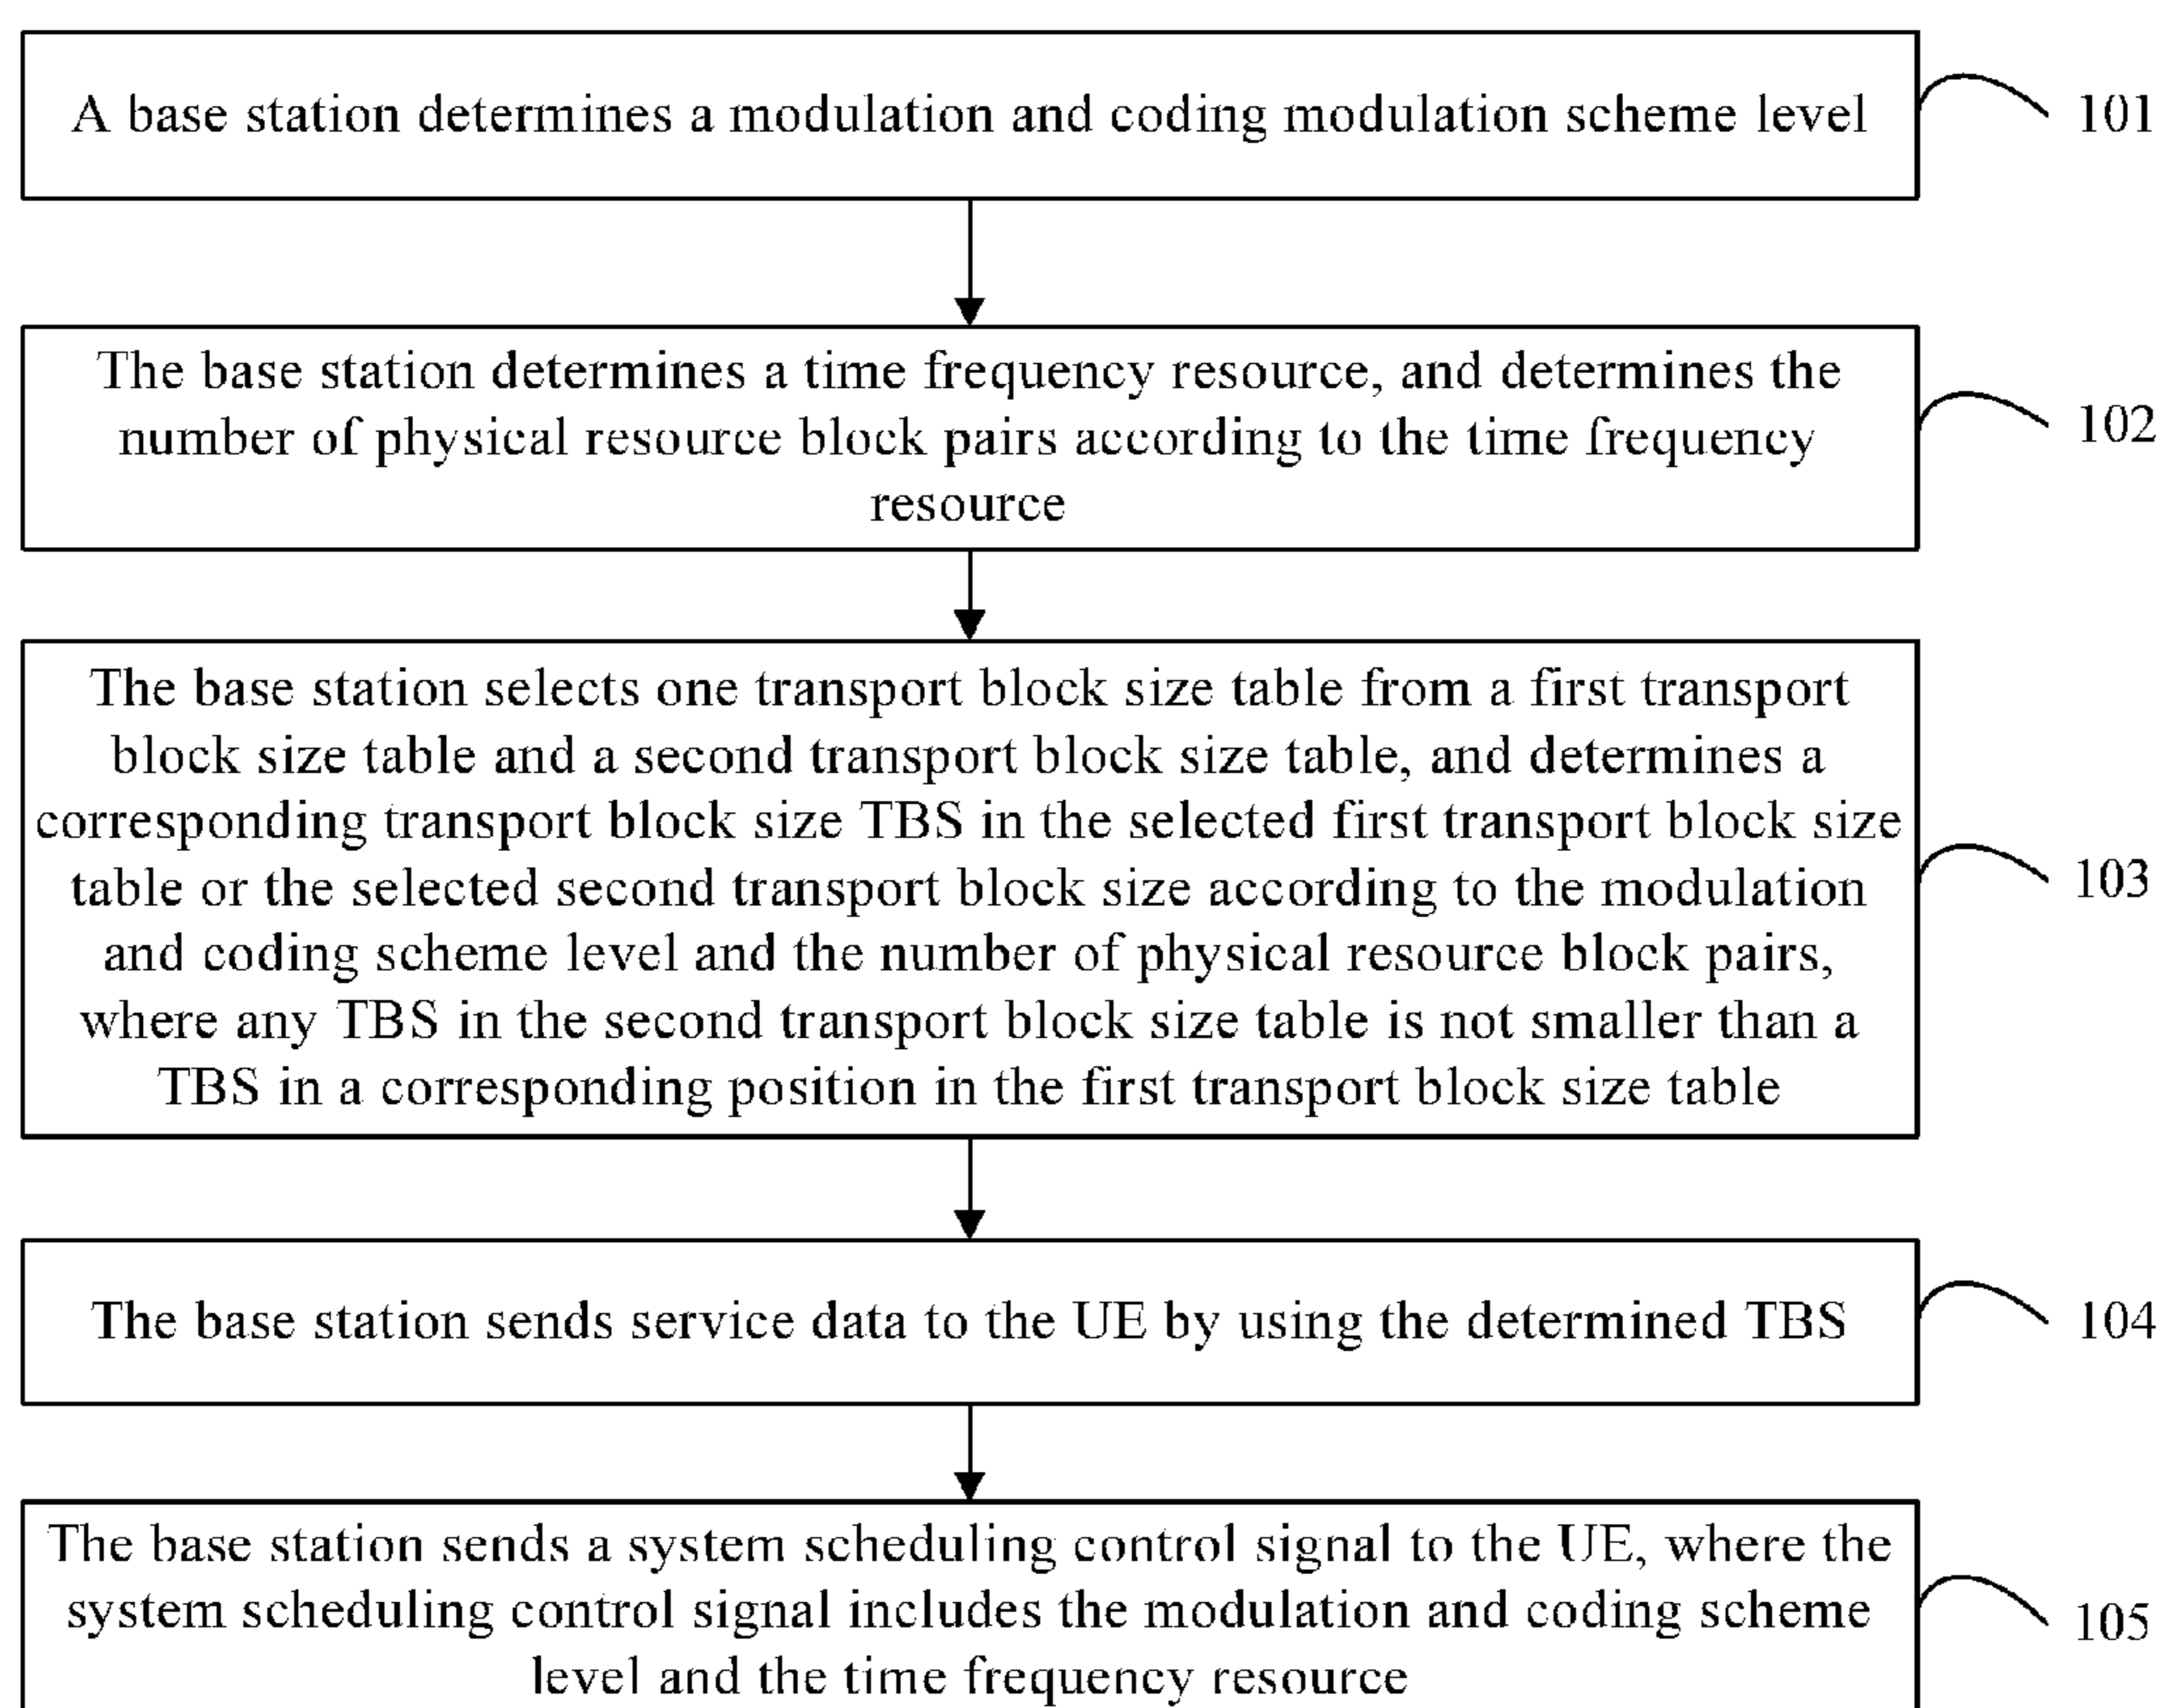 A base station determines a modulation and coding modulation scheme level
101
The base station determines a time frequency resource, and determines the
number of physical resource block pairs according to the time frequency
resource
102
The base station selects one transport block size table from a first transport
block size table and a second transport block size table, and determines a
corresponding transport block size TBS in the selected first transport block size
table or the selected second transport block size according to the modulation
and coding scheme level and the number of physical resource block pairs,
where any TBS in the second transport block size table is not smaller than a
TBS in a corresponding position in the first transport block size table
103
The base station sends service data to the UE by using the determined TBS
104
The base station sends a system scheduling control signal to the UE, where the
system scheduling control signal includes the modulation and coding scheme
level and the time frequency resource
105